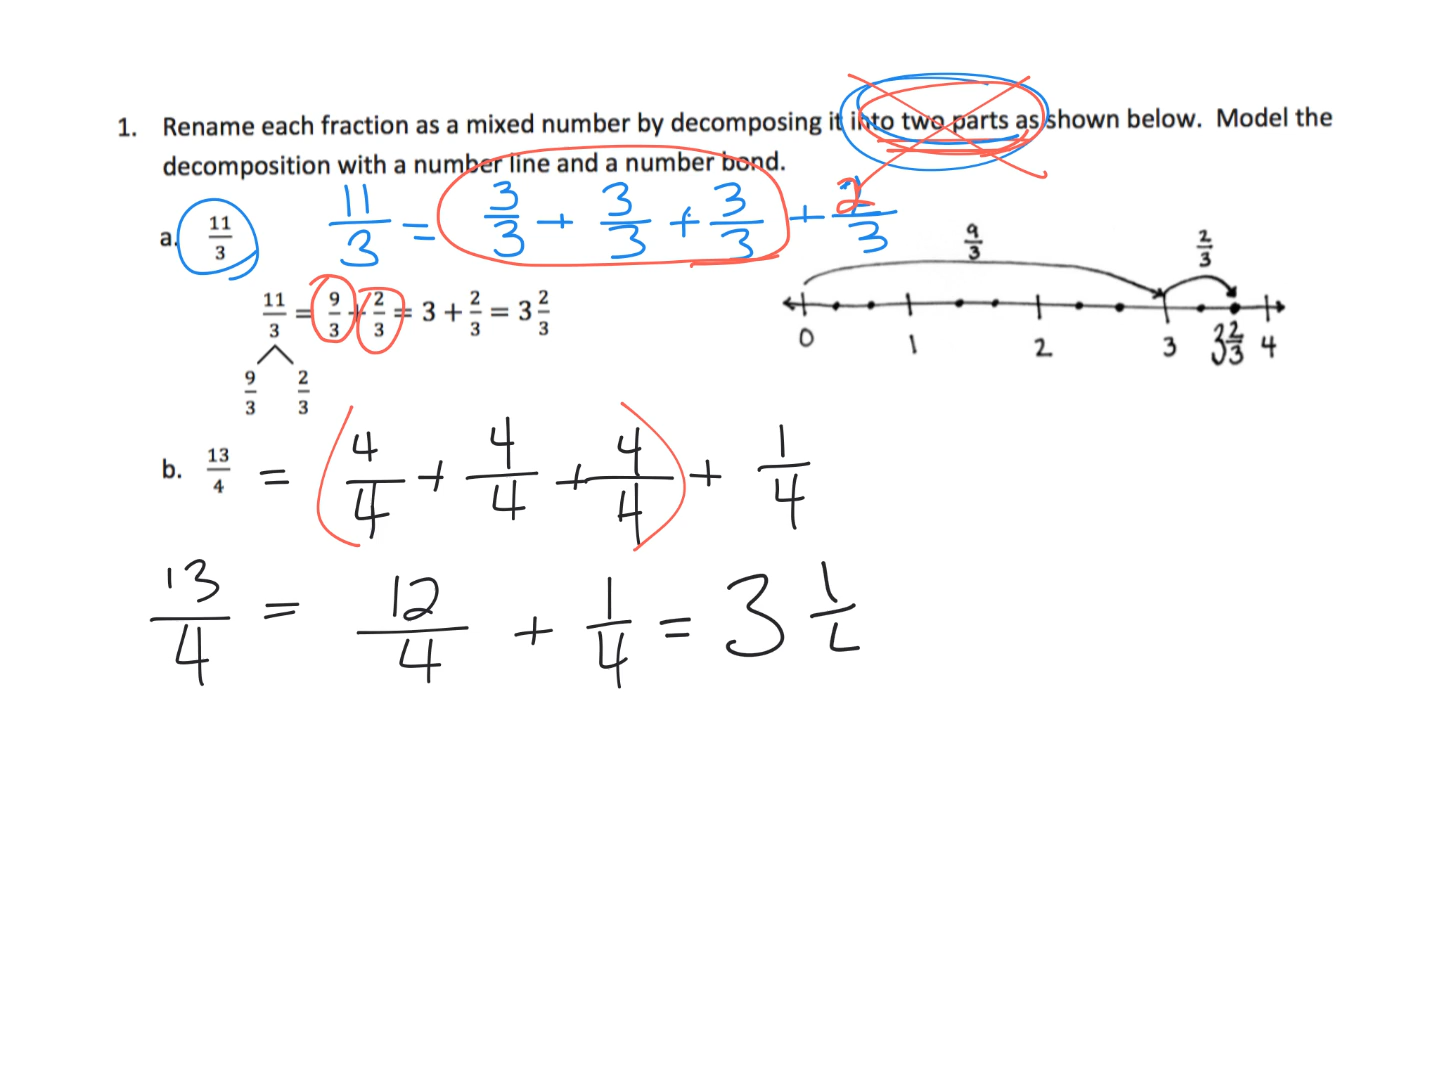 1. Rename each fraction as a mixed number by decomposing it into two parts as shown below. Model the
decomposition with a number line and a number bond.
a. 11/3
11/3 = 3/3 + 3/3 + 3/3 + 2/3
11/3 = 9/3 + 2/3 = 3 + 2/3 = 3 2/3
9/3 2/3
9/3 2/3
0 1 2 3 3 2/3 4
b. 13/4 = (4/4 + 4/4 + 4/4) + 1/4
13/4 = 12/4 + 1/4 = 3 1/